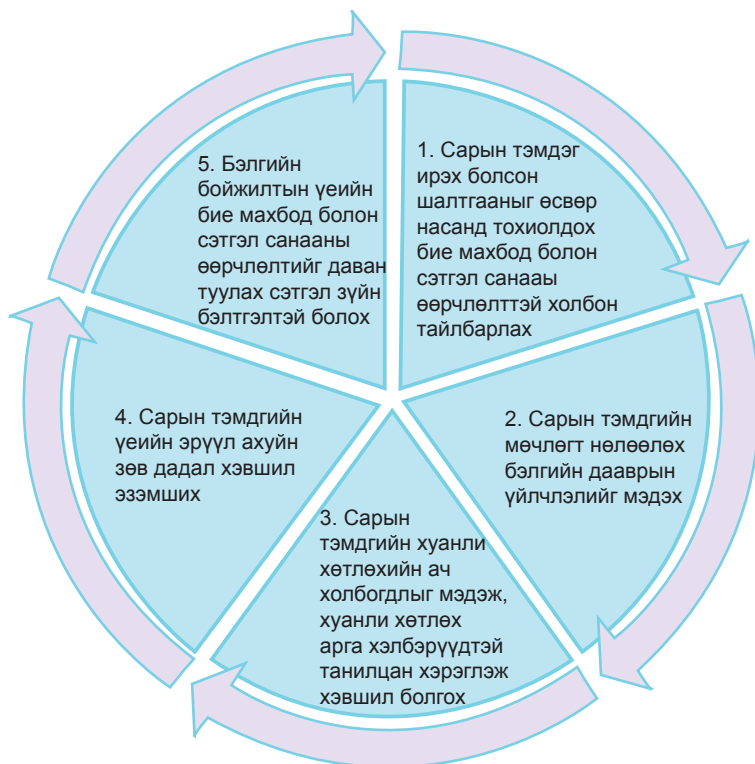 1. Сарын тэмдэг
ирэх болсон
шалтгааныг өсвөр
насанд тохиолдох
бие махбод болон
сэтгэл санааы
өөрчлөлттэй холбон
тайлбарлах
2. Сарын тэмдгийн
мөчлөгт нөлөөлөх
бэлгийн даaврын
үйлчлэлийг мэдэх
3. Сарын
тэмдгийн хуанли
хөтлөхийн ач
холбогдлыг мэдэж,
хуанли хөтлөх
арга хэлбэрүүдтэй
танилцан хэрэглэж
хэвшил болгох
4. Сарын тэмдгийн
үеийн эрүүл ахуйн
зөв дадал хэвшил
эзэмших
5. Бэлгийн
бойжилтын үеийн
бие махбод болон
сэтгэл санааны
өөрчлөлтийг даван
туулах сэтгэл зүйн
бэлтгэлтэй болох